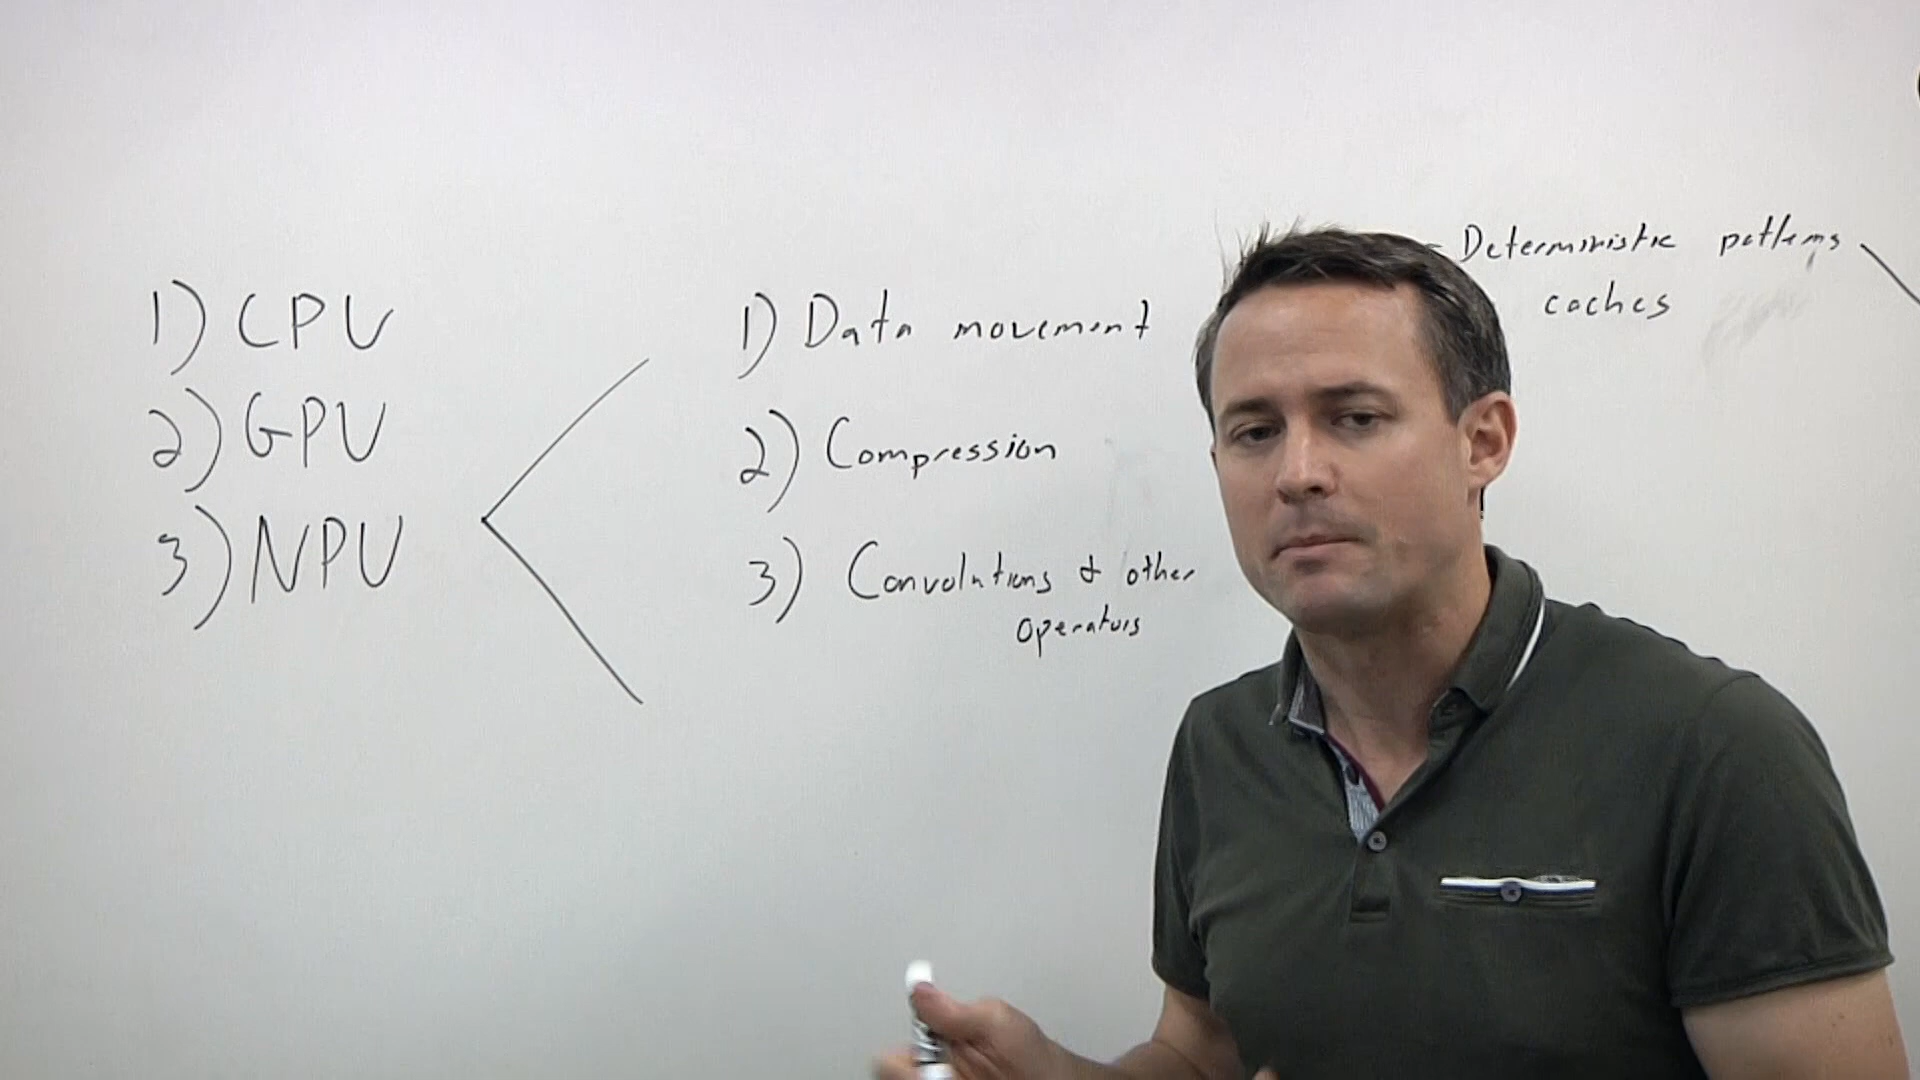 1) CPU
2) GPU
3) NPU
1) Data movement
2) Compression
3) Convolutions & other
operators
Deterministic patterns
caches